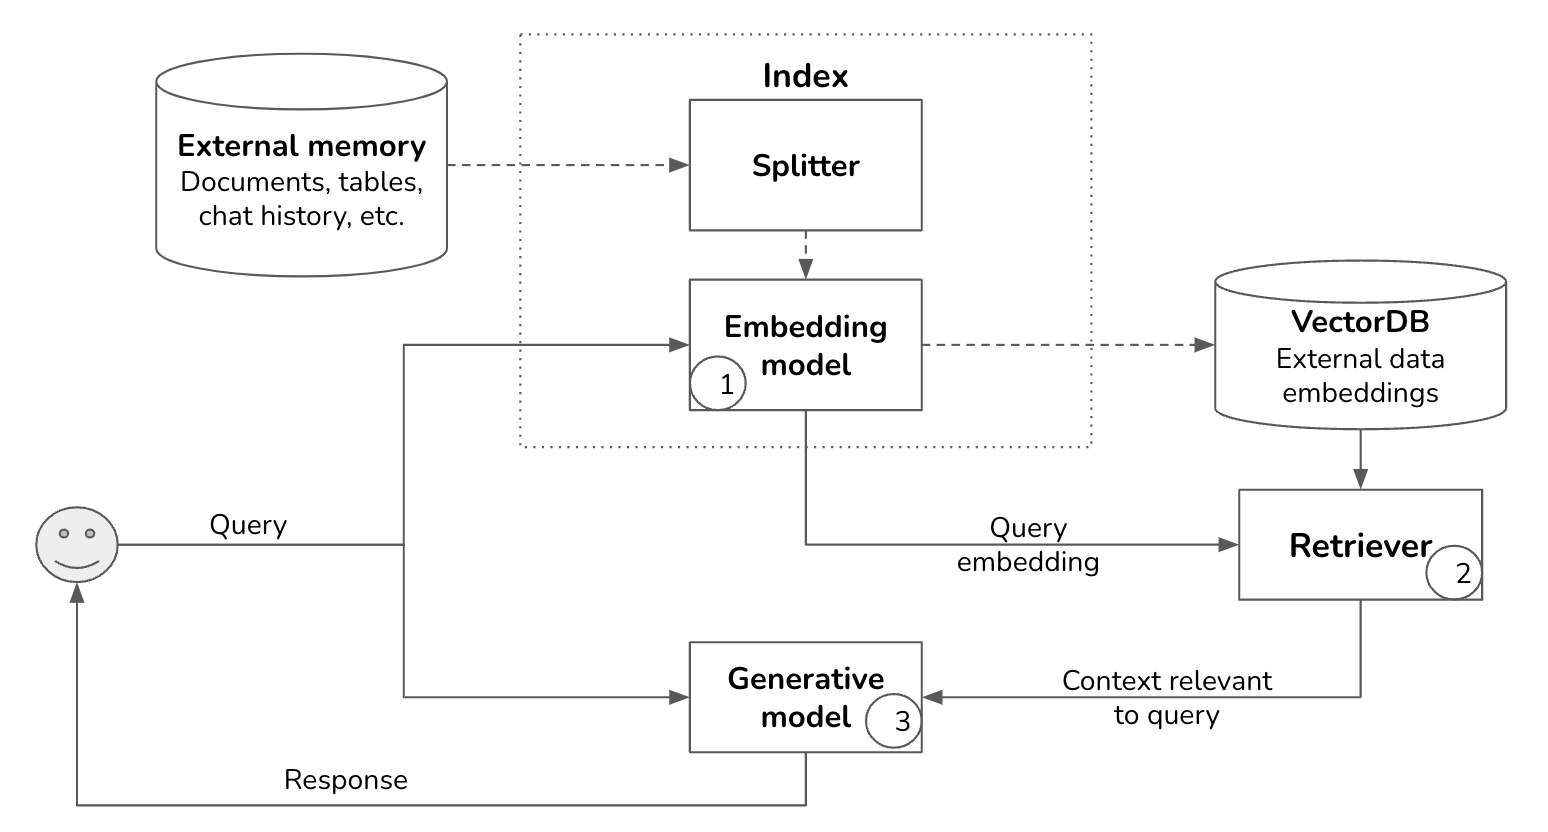 Index
External memory
Documents, tables,
chat history, etc.
Splitter
Embedding
model
1
VectorDB
External data
embeddings
Query
Query
embedding
Retriever
2
Generative
model
3
Context relevant
to query
Response